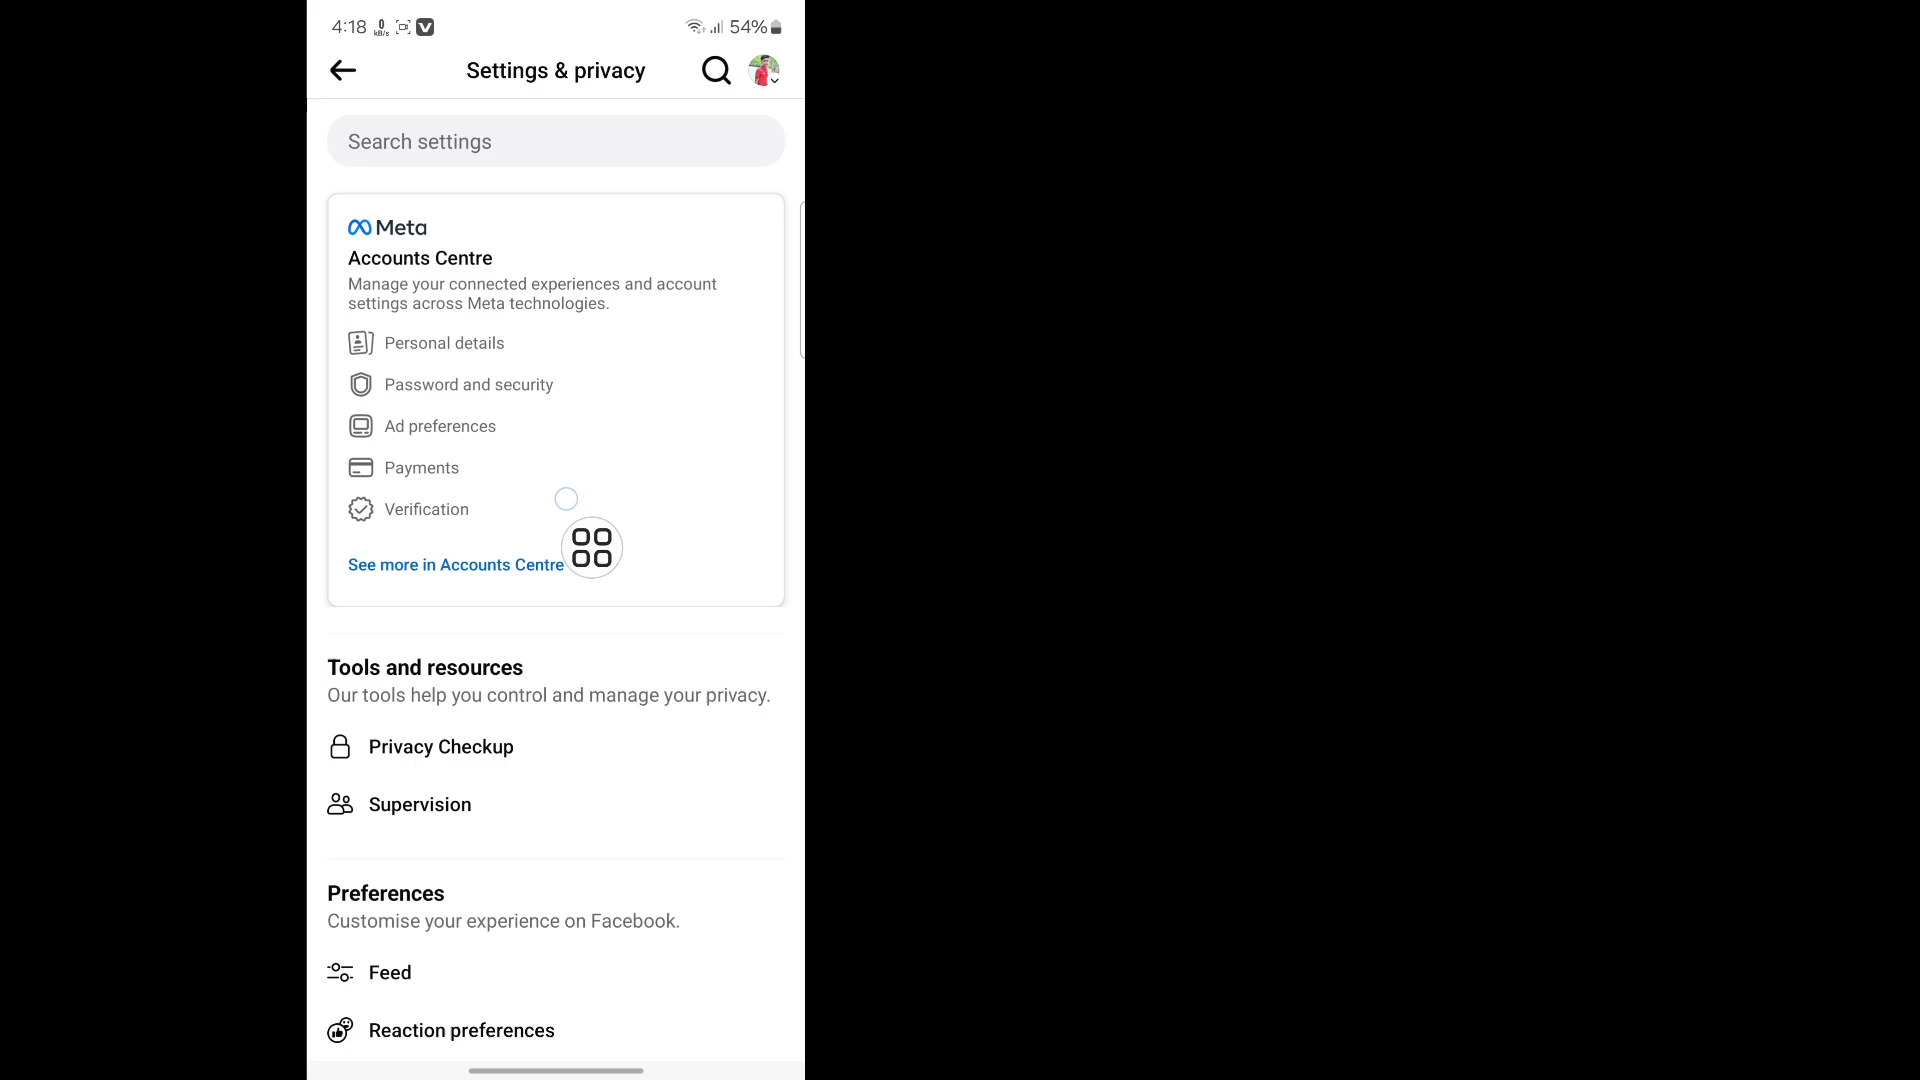 4:18 0 KB/s V 54%
Settings & privacy
Search settings
Meta
Accounts Centre
Manage your connected experiences and account
settings across Meta technologies.
Personal details
Password and security
Ad preferences
Payments
Verification
See more in Accounts Centre
Tools and resources
Our tools help you control and manage your privacy.
Privacy Checkup
Supervision
Preferences
Customise your experience on Facebook.
Feed
Reaction preferences